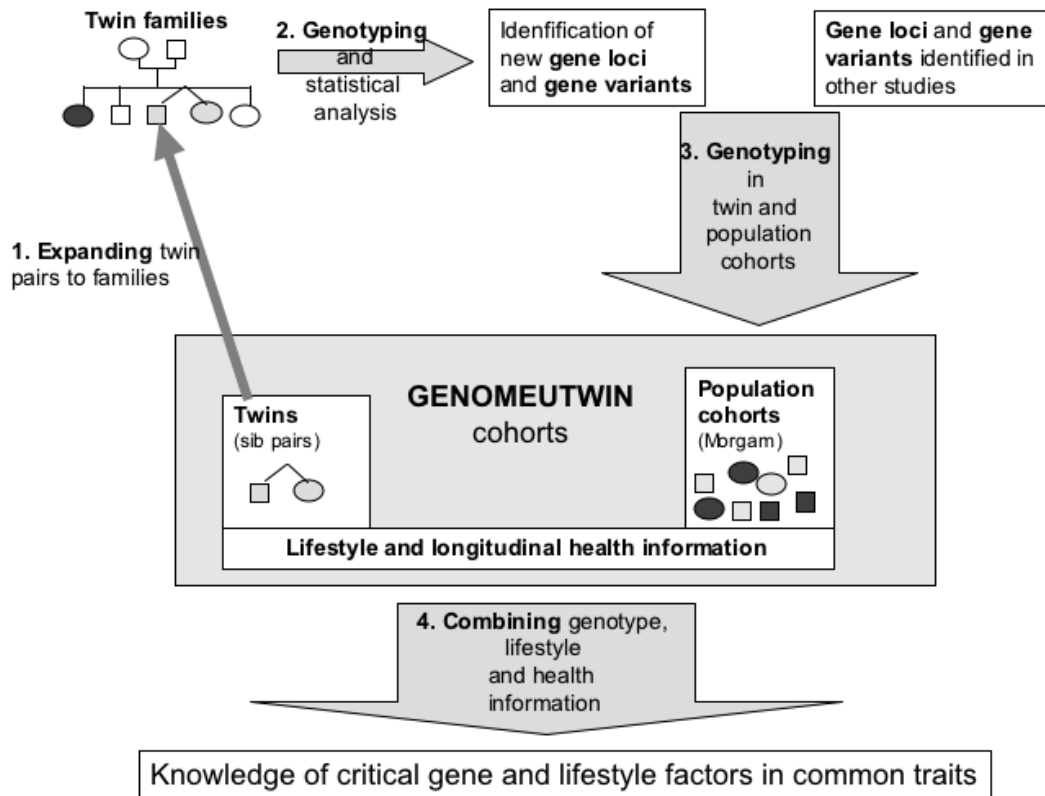 Twin families
2. Genotyping
and
statistical
analysis
Idenfification of
new gene loci
and gene variants
Gene loci and gene
variants identified in
other studies
3. Genotyping
in
twin and
population
cohorts
1. Expanding twin
pairs to families
GENOMEUTWIN
cohorts
Twins
(sib pairs)
Population
cohorts
(Morgam)
Lifestyle and longitudinal health information
4. Combining genotype,
lifestyle
and health
information
Knowledge of critical gene and lifestyle factors in common traits